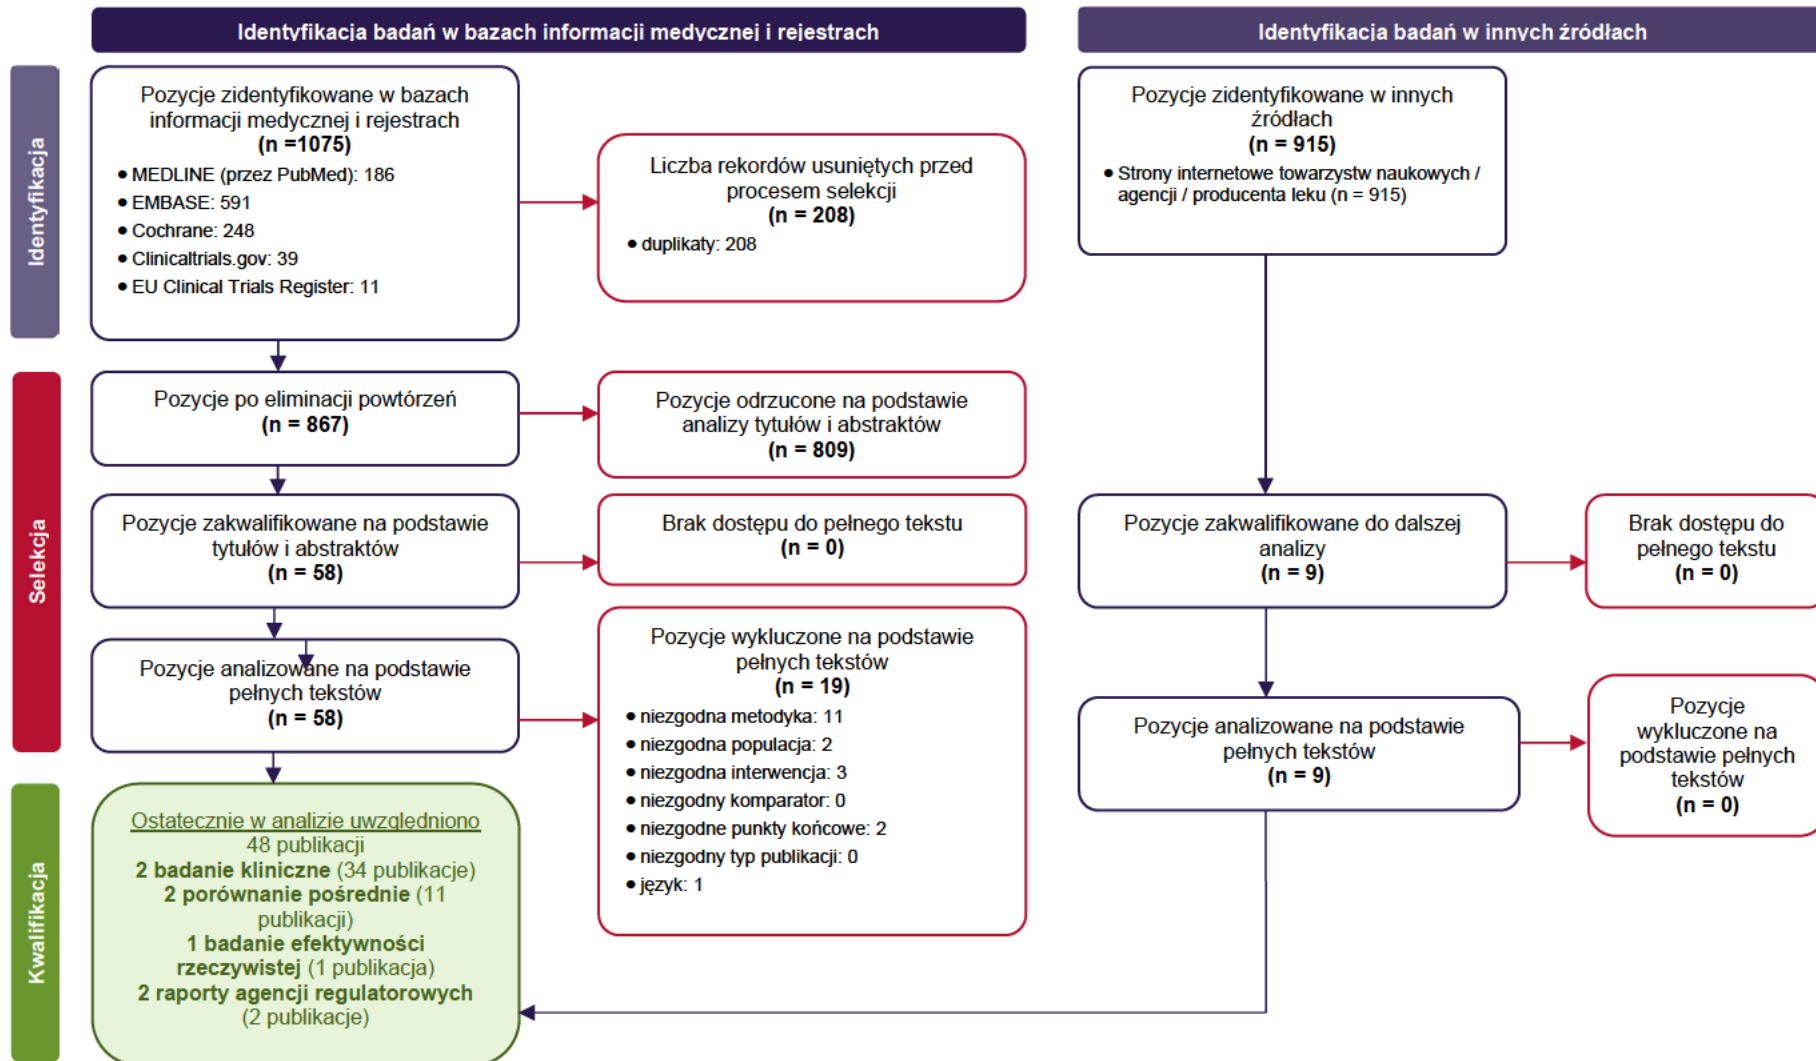 Identyfikacja badań w bazach informacji medycznej i rejestrach
Identyfikacja badań w innych źródłach
Identyfikacja
Pozycje zidentyfikowane w bazach
informacji medycznej i rejestrach
(n =1075)
• MEDLINE (przez PubMed): 186
• EMBASE: 591
• Cochrane: 248
• Clinicaltrials.gov: 39
• EU Clinical Trials Register: 11
Liczba rekordów usuniętych przed
procesem selekcji
(n = 208)
• duplikaty: 208
Pozycje zidentyfikowane w innych
źródłach
(n = 915)
• Strony internetowe towarzystw naukowych /
agencji / producenta leku (n = 915)
Selekcja
Pozycje po eliminacji powtórzeń
(n = 867)
Pozycje odrzucone na podstawie
analizy tytułów i abstraktów
(n = 809)
Pozycje zakwalifikowane na podstawie
tytułów i abstraktów
(n = 58)
Brak dostępu do pełnego tekstu
(n = 0)
Pozycje zakwalifikowane do dalszej
analizy
(n = 9)
Brak dostępu do
pełnego tekstu
(n = 0)
Pozycje analizowane na podstawie
pełnych tekstów
(n = 58)
Pozycje wykluczone na podstawie
pełnych tekstów
(n = 19)
• niezgodna metodyka: 11
• niezgodna populacja: 2
• niezgodna interwencja: 3
• niezgodny komparator: 0
• niezgodne punkty końcowe: 2
• niezgodny typ publikacji: 0
• język: 1
Pozycje analizowane na podstawie
pełnych tekstów
(n = 9)
Pozycje
wykluczone na
podstawie pełnych
tekstów
(n = 0)
Kwalifikacja
Ostatecznie w analizie uwzględniono
48 publikacji
2 badanie kliniczne (34 publikacje)
2 porównanie pośrednie (11
publikacji)
1 badanie efektywności
rzeczywistej (1 publikacja)
2 raporty agencji regulatorowych
(2 publikacje)